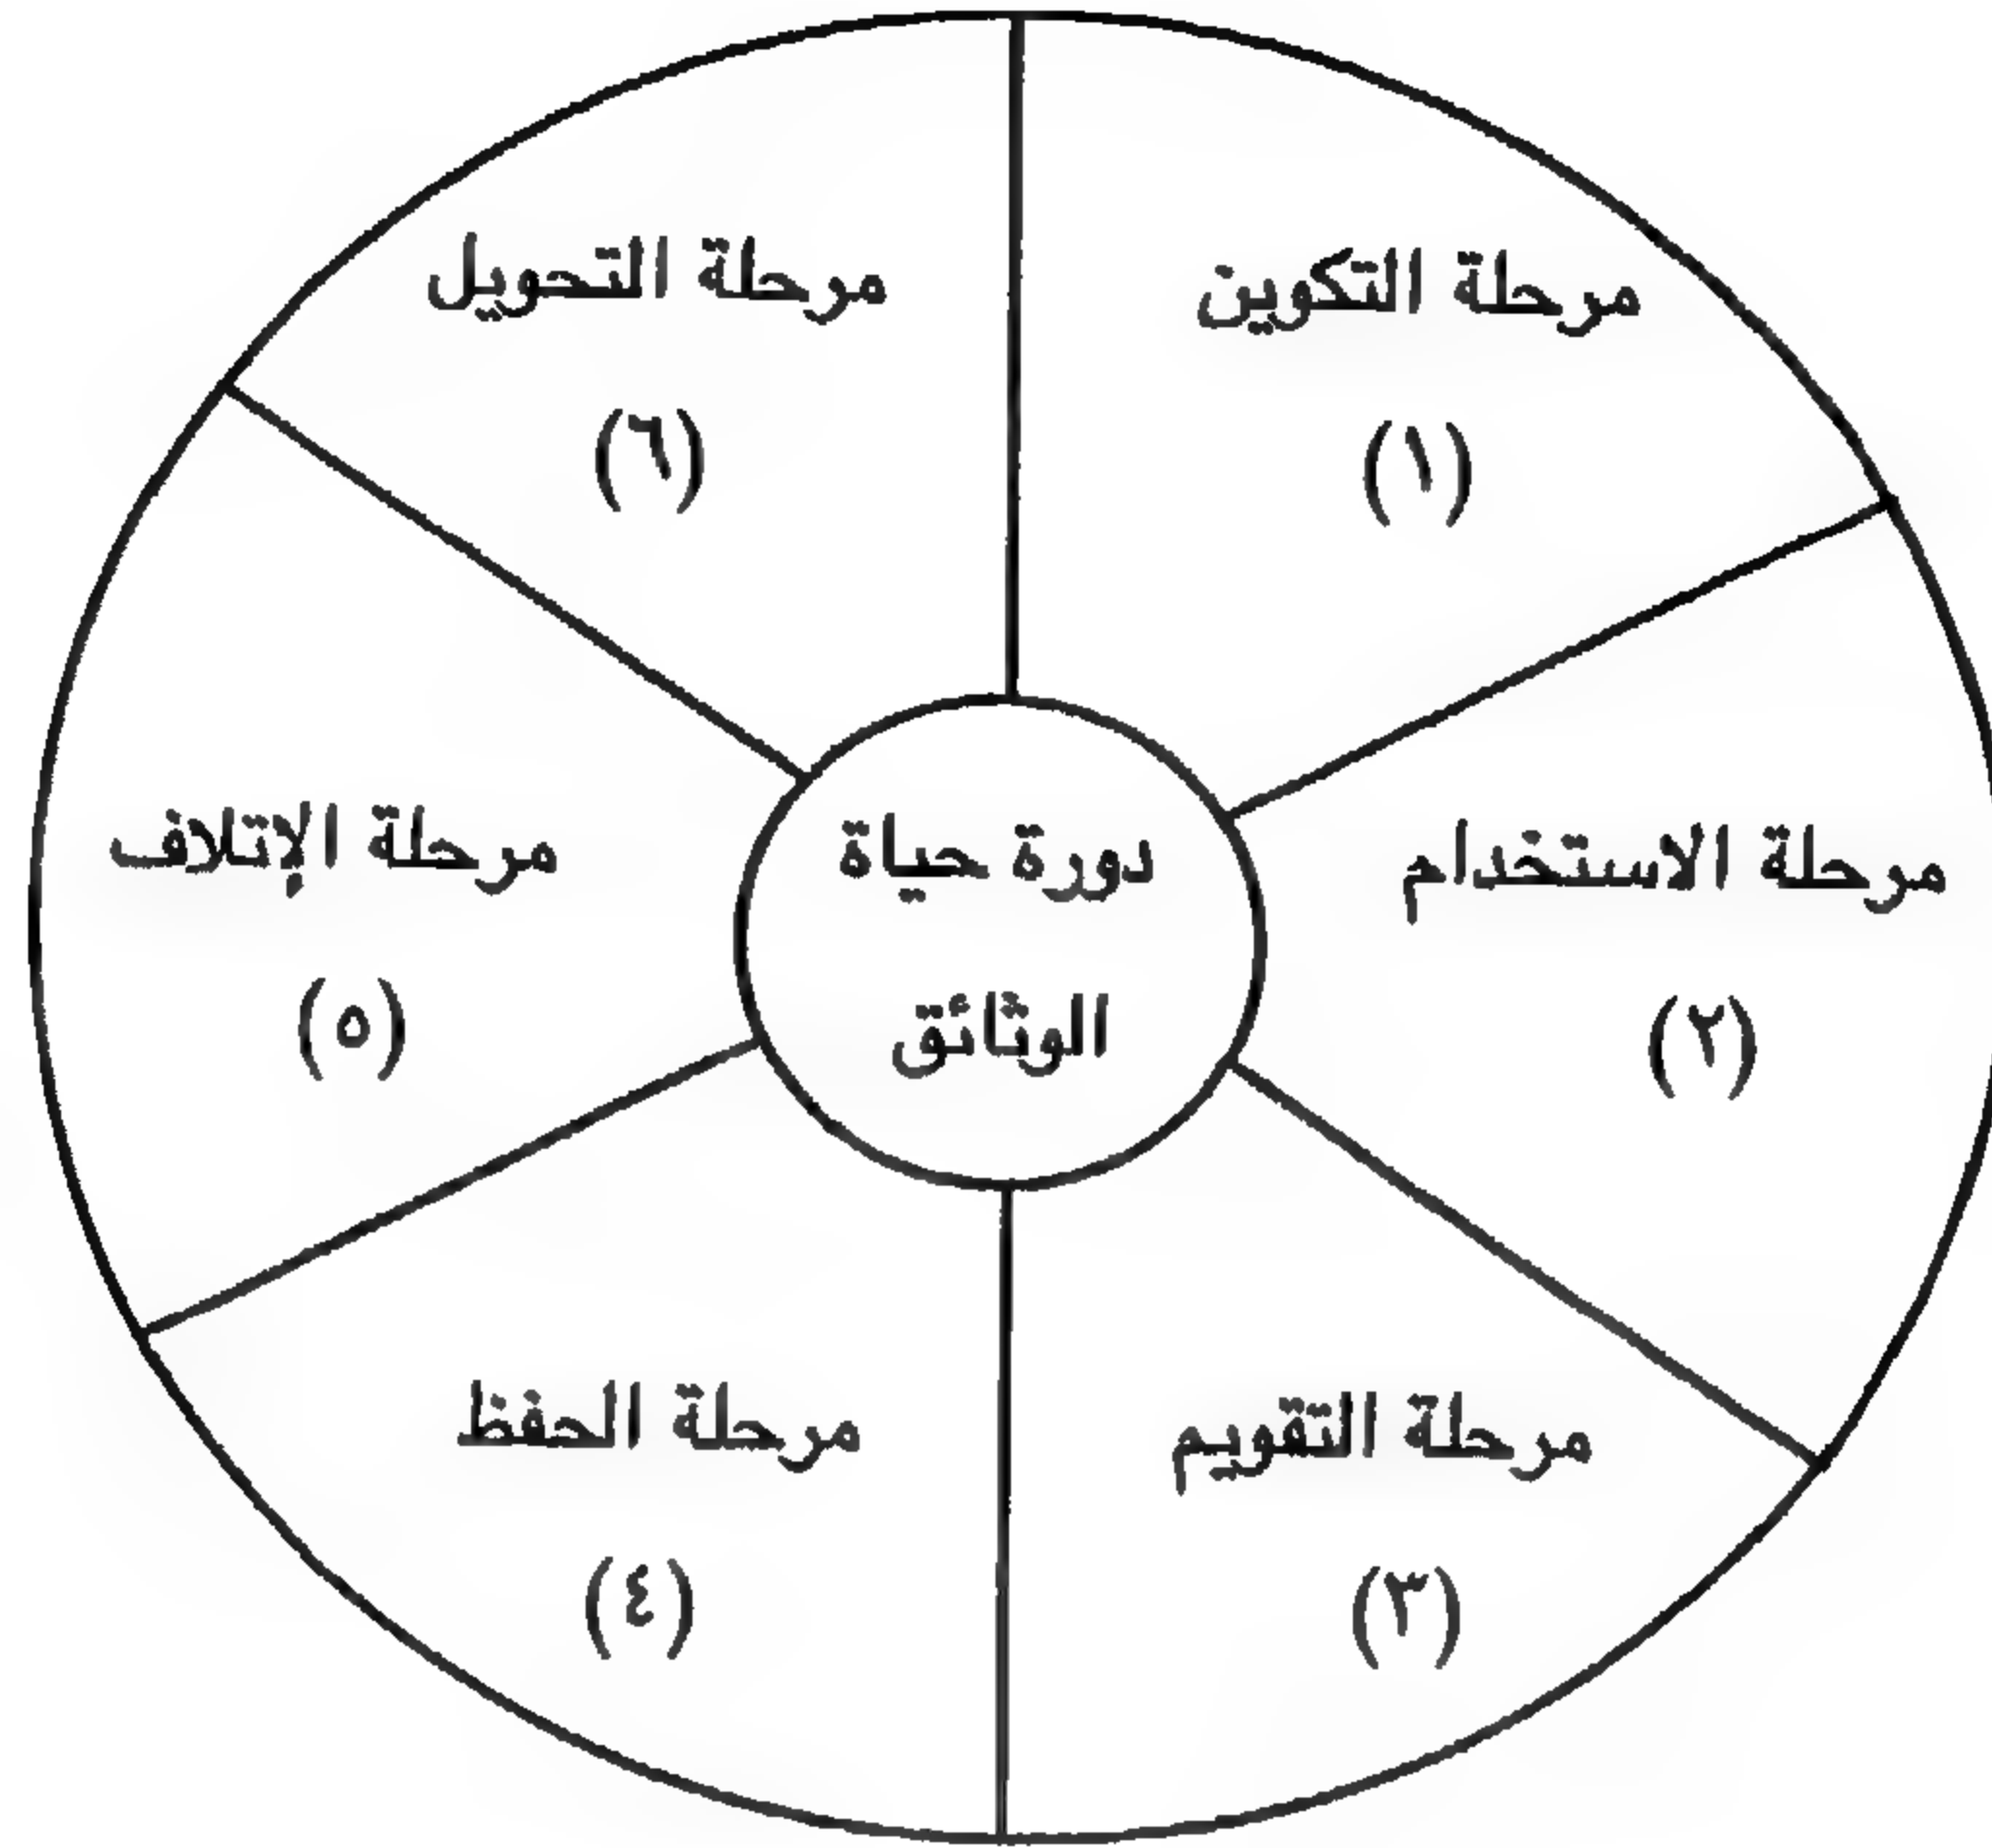 دورة حياة
الوثائق
مرحلة التكوين
(١)
مرحلة الاستخدام
(٢)
مرحلة التقويم
(٣)
مرحلة الحفظ
(٤)
مرحلة الإتلاف
(٥)
مرحلة التحويل
(٦)